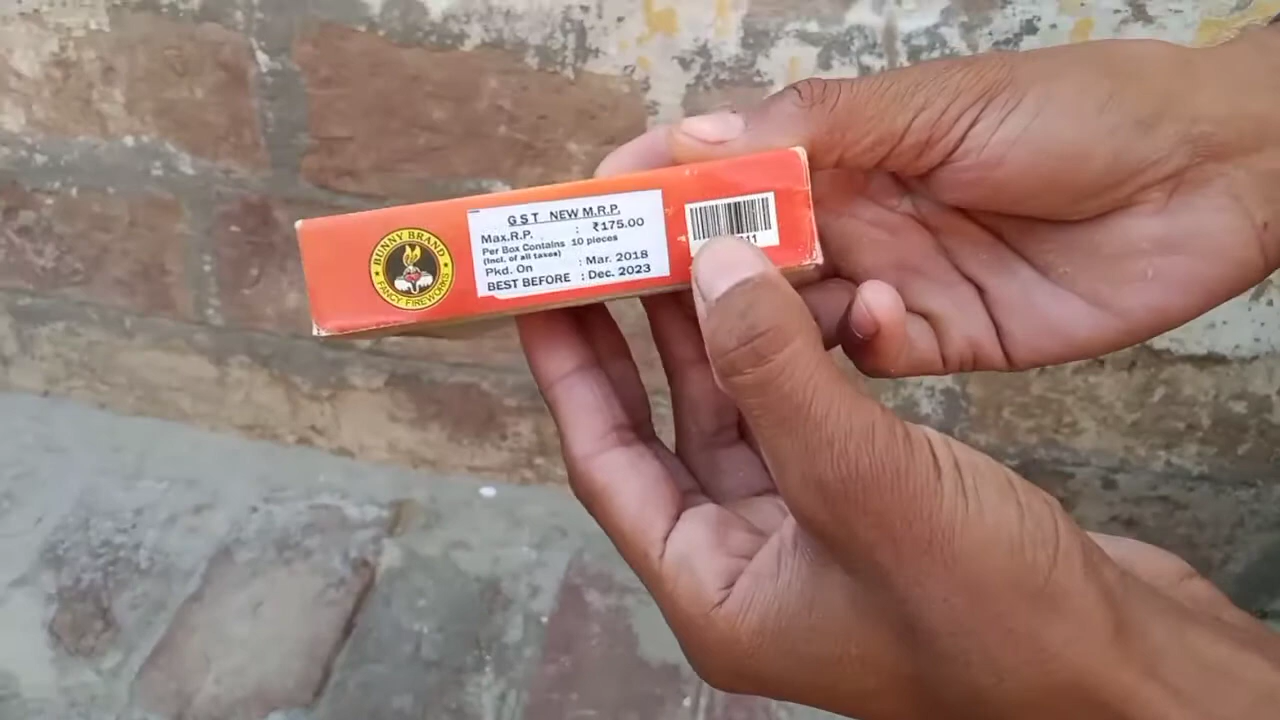 BUNNY BRAND
FANCY FIREWORKS
GST NEW M.R.P.
Max.R.P. : ₹175.00
Per Box Contains 10 pieces
(Incl. of all taxes)
Pkd. On : Mar. 2018
BEST BEFORE : Dec. 2023